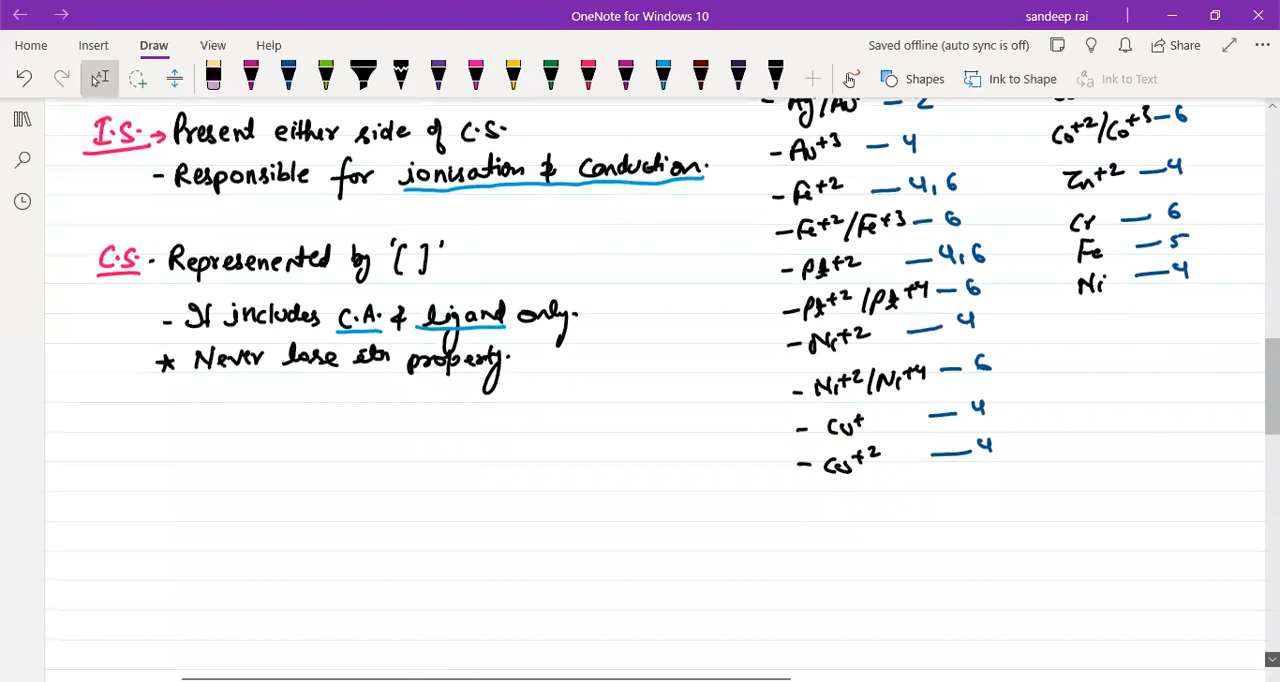 OneNote for Windows 10
sandeep rai
Home Insert Draw View Help
Saved offline (auto sync is off)
Share
Shapes
Ink to Shape
Ink to Text
I.S. → Present either side of C.S.
- Responsible for ionisation & Conduction.
C.S. - Represenented by '[ ]'
- It includes C.A. & ligand only.
* Never lose its property.
- Ag/Au - 2
- Au+3 - 4
- Fe+2 - 4, 6
- Fe+2/Fe+3 - 6
- Pt+2 - 4, 6
- Pt+2/Pt+4 - 6
- Ni+2 - 4
- Ni+2/Ni+4 - 6
- Cu+ - 4
- Cu+2 - 4
Co+2/Co+3 - 6
Zn+2 - 4
Cr - 6
Fe - 5
Ni - 4